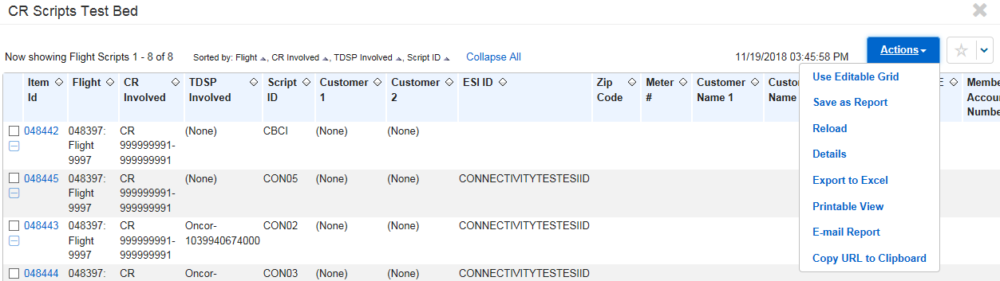 CR Scripts Test Bed
Now showing Flight Scripts 1 - 8 of 8 Sorted by: Flight, CR Involved, TDSP Involved, Script ID Collapse All 11/19/2018 03:45:58 PM Actions
Item Id Flight CR Involved TDSP Involved Script ID Customer 1 Customer 2 ESI ID Zip Code Meter # Customer Name 1 Custo Name E Membe Accou Numbe
048442 048397: CR (None) CBCI (None) (None)
Flight 999999991-
9997 999999991
048445 048397: CR (None) CON05 (None) (None) CONNECTIVITYTESTESIID
Flight 999999991-
9997 999999991
048443 048397: CR Oncor- CON02 (None) (None) CONNECTIVITYTESTESIID
Flight 999999991- 1039940674000
9997 999999991
048444 048397: CR Oncor- CON03 (None) (None) CONNECTIVITYTESTESIID
Use Editable Grid
Save as Report
Reload
Details
Export to Excel
Printable View
E-mail Report
Copy URL to Clipboard